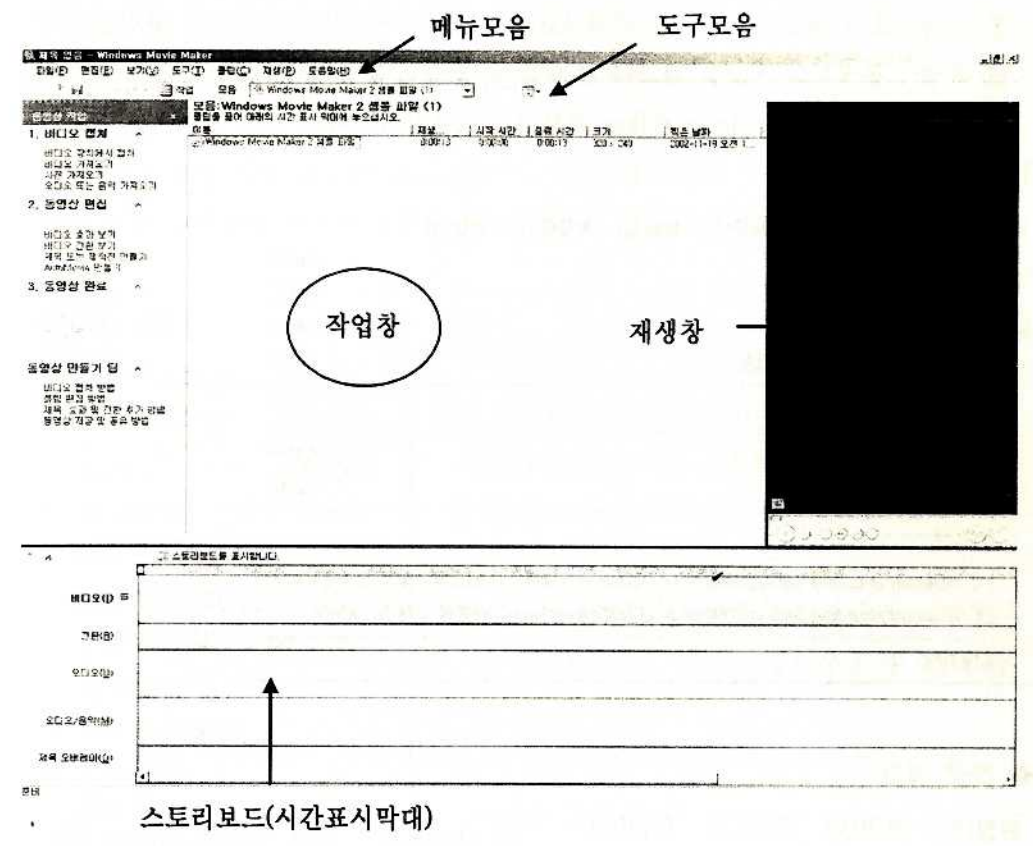 메뉴모음
도구모음
제목 없음 - Windows Movie Maker
파일(F) 편집(E) 보기(V) 도구(T) 클립(C) 재생(P) 도움말(H)
작업 모음 Windows Movie Maker 2 샘플 파일 (1)
동영상 작업
모음:Windows Movie Maker 2 샘플 파일 (1)
클립을 끌어 아래의 시간 표시 막대에 놓으십시오.
이름 시작 시간 종료 시간 크기 찍은 날짜
Windows Movie Maker 2 샘플 파일 0:00:13 0:00:00 0:00:13 2002-11-19 오전 1...
1. 비디오 캡처
비디오 장치에서 캡처
비디오 가져오기
사진 가져오기
오디오 또는 음악 가져오기
2. 동영상 편집
비디오 효과 보기
비디오 전환 보기
제목 또는 제작진 만들기
AutoMovie 만들기
3. 동영상 완료
작업창
재생창
동영상 만들기 팁
비디오 캡처 방법
클립 편집 방법
제목, 효과 및 전환 추가 방법
동영상 저장 및 공유 방법
스토리보드를 표시합니다.
비디오(I)
전환(B)
오디오(U)
오디오/음악(M)
제목 오버레이(O)
준비
스토리보드(시간표시막대)